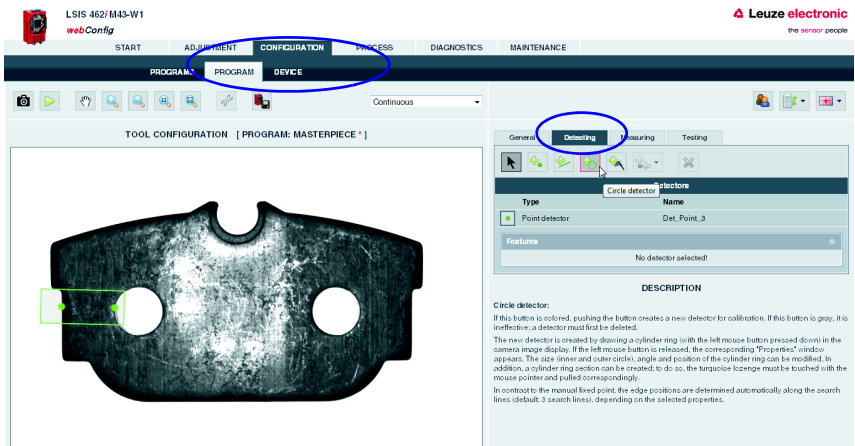 LSIS 462i M43-W1
webConfig
Leuze electronic
the sensor people
START ADJUSTMENT CONFIGURATION PROCESS DIAGNOSTICS MAINTENANCE
PROGRAMS PROGRAM DEVICE
Continuous
TOOL CONFIGURATION [ PROGRAM: MASTERPIECE * ]
General Detecting Measuring Testing
Circle detector
Detectors
Type Name
Point detector Det_Point_3
Features
No detector selected!
DESCRIPTION
Circle detector:
If this button is colored, pushing the button creates a new detector for calibration. If this button is gray, it is
ineffective; a detector must first be deleted.
The new detector is created by drawing a cylinder ring (with the left mouse button pressed down) in the
camera image display. If the left mouse button is released, the corresponding "Properties" window
appears. The size (inner and outer circle), angle and position of the cylinder ring can be modified. In
addition, a cylinder ring section can be created; to do so, the turquoise lozenge must be touched with the
mouse pointer and pulled correspondingly.
In contrast to the manual fixed point, the edge positions are determined automatically along the search
lines (default: 3 search lines), depending on the selected properties.